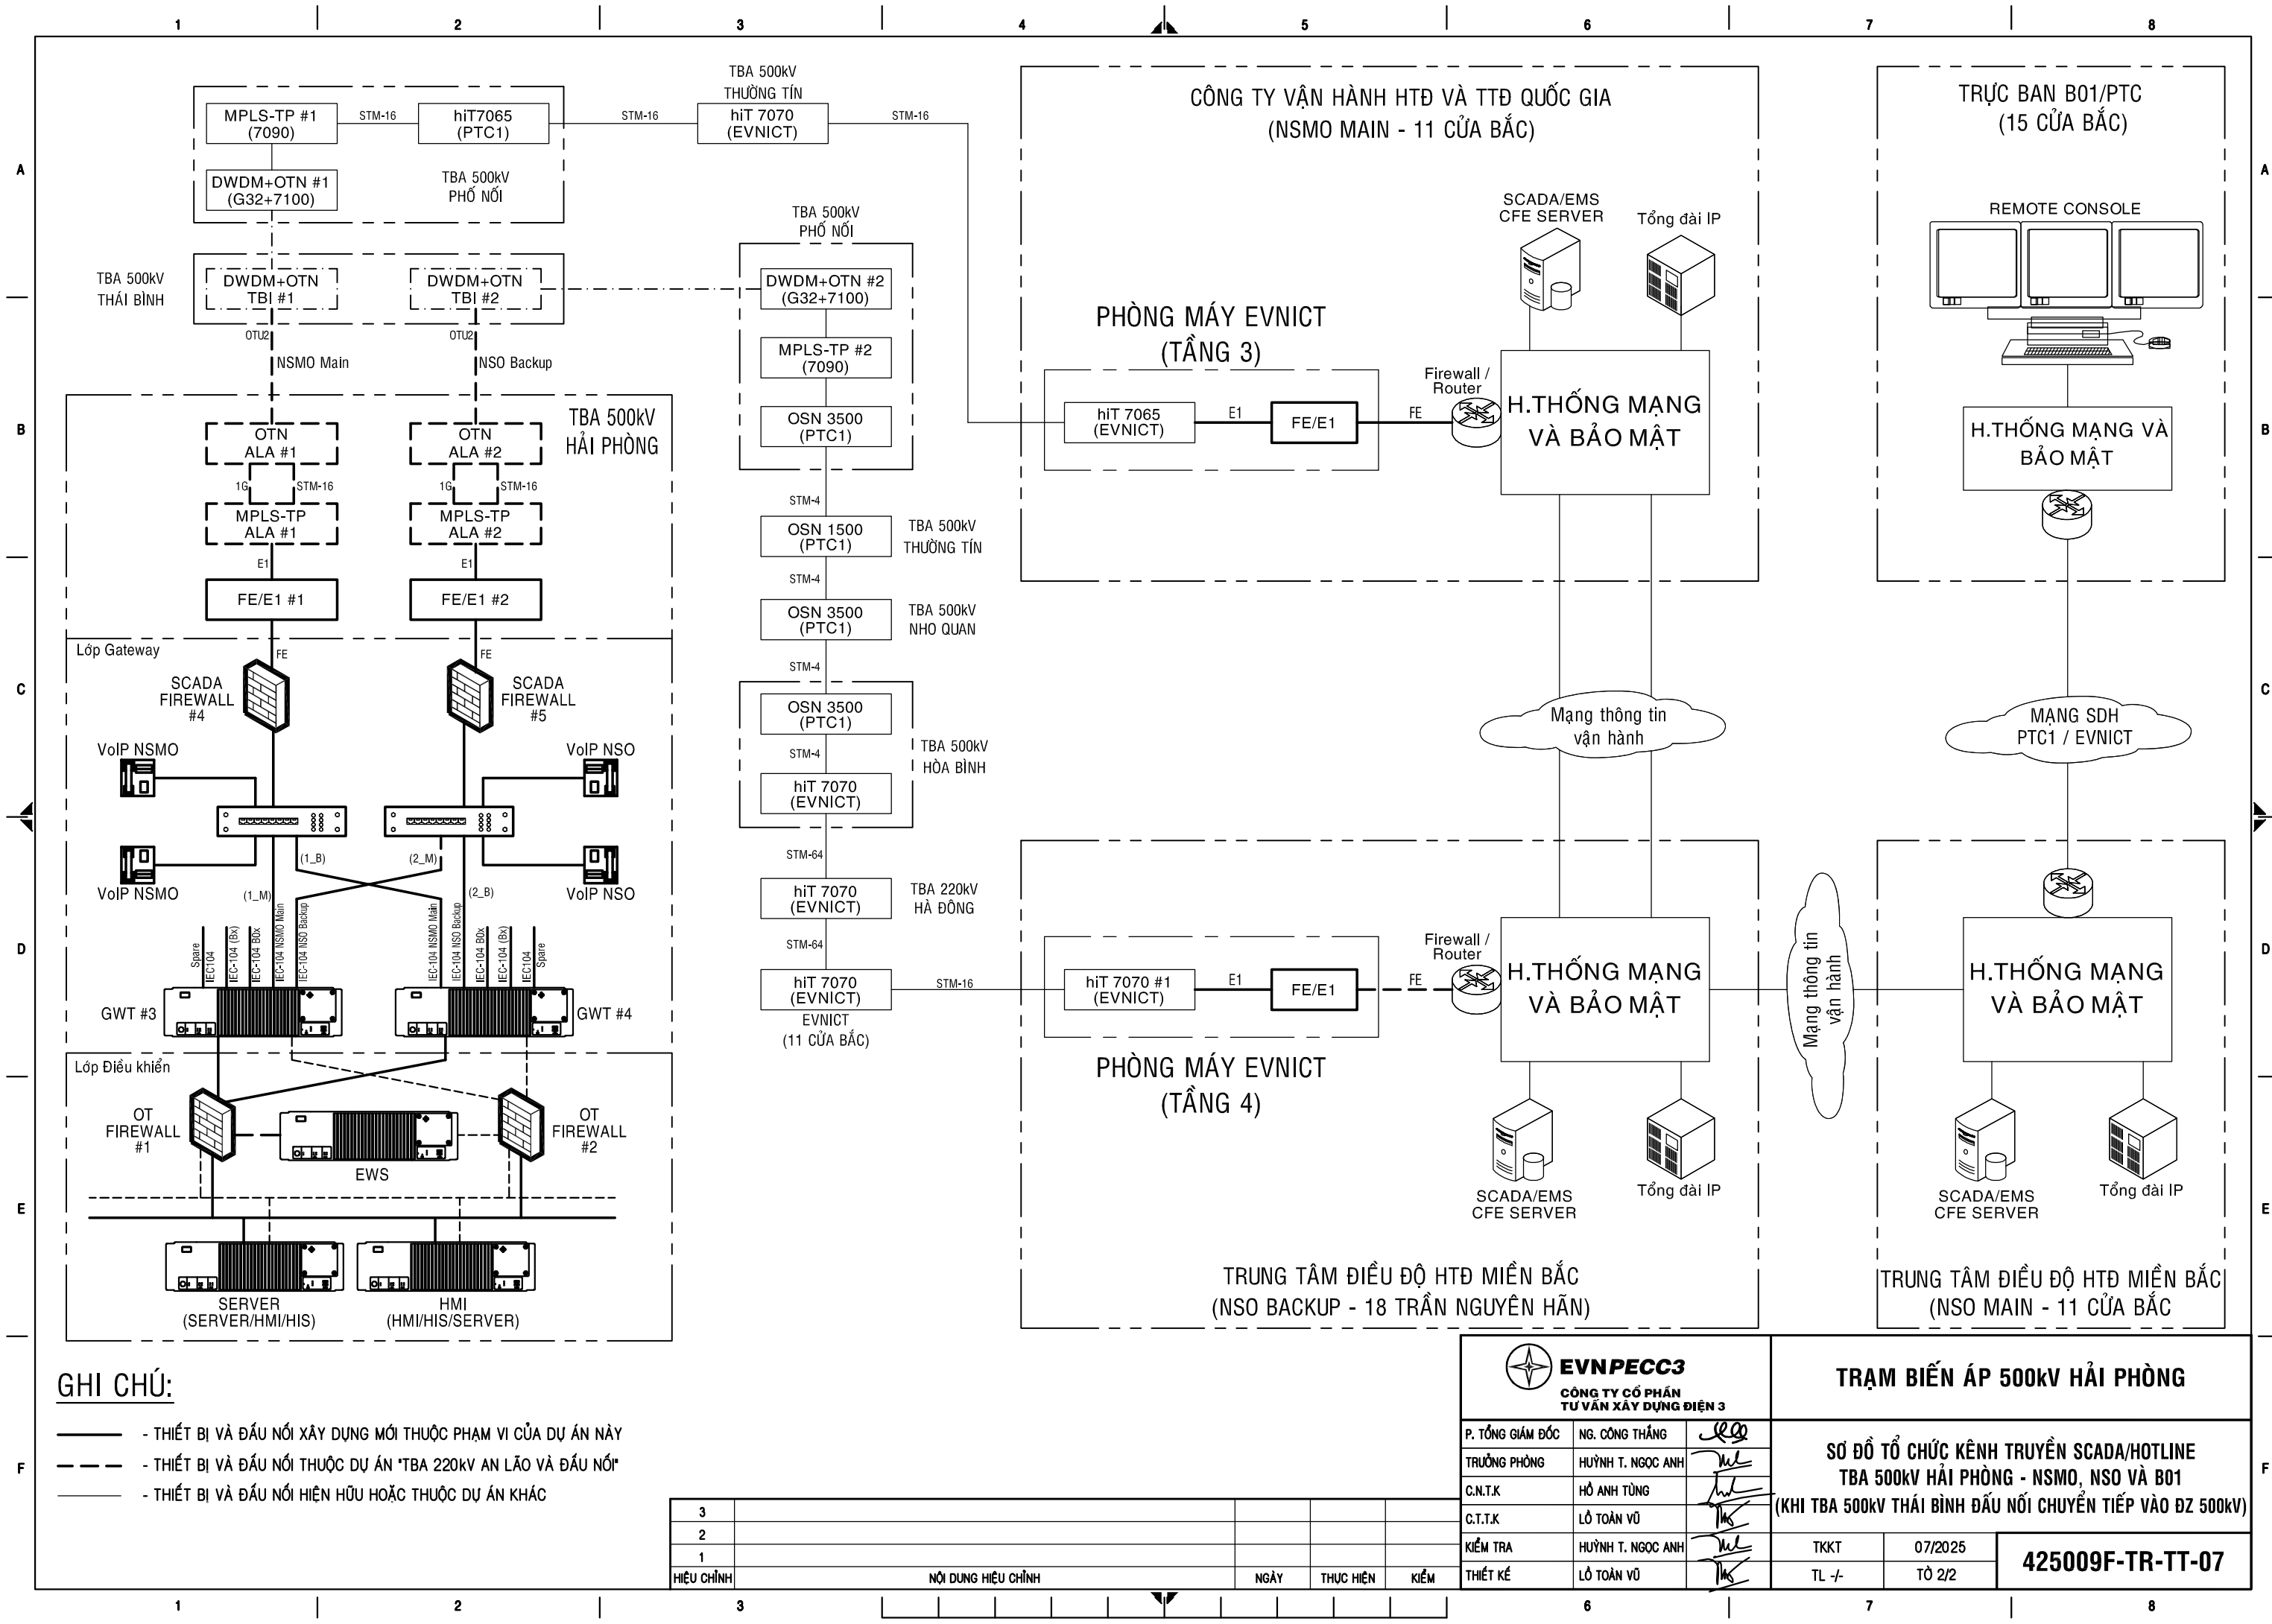 1 2 3 4 5 6 7 8
A
B
C
D
E
F
TBA 500kV
THƯỜNG TÍN
MPLS-TP #1
(7090)
STM-16
hiT7065
(PTC1)
STM-16
hiT 7070
(EVNICT)
STM-16
DWDM+OTN #1
(G32+7100)
TBA 500kV
PHỐ NỐI
TBA 500kV
THÁI BÌNH
DWDM+OTN
TBI #1
DWDM+OTN
TBI #2
OTU2
OTU2
NSMO Main
NSO Backup
TBA 500kV
PHỐ NỐI
DWDM+OTN #2
(G32+7100)
MPLS-TP #2
(7090)
OSN 3500
(PTC1)
STM-4
OSN 1500
(PTC1)
TBA 500kV
THƯỜNG TÍN
STM-4
OSN 3500
(PTC1)
TBA 500kV
NHO QUAN
STM-4
OSN 3500
(PTC1)
STM-4
TBA 500kV
HÒA BÌNH
hiT 7070
(EVNICT)
STM-64
hiT 7070
(EVNICT)
TBA 220kV
HÀ ĐÔNG
STM-64
hiT 7070
(EVNICT)
STM-16
EVNICT
(11 CỬA BẮC)
TBA 500kV
HẢI PHÒNG
OTN
ALA #1
OTN
ALA #2
1G
STM-16
1G
STM-16
MPLS-TP
ALA #1
MPLS-TP
ALA #2
E1
E1
FE/E1 #1
FE/E1 #2
Lớp Gateway
FE
FE
SCADA
FIREWALL
#4
SCADA
FIREWALL
#5
VoIP NSMO
VoIP NSO
(1_B)
(2_M)
VoIP NSMO
VoIP NSO
(1_M)
(2_B)
Spare
IEC104
IEC-104 (Bx)
IEC-104 B0x
IEC-104 NSMO Main
IEC-104 NSO Backup
IEC-104 NSMO Main
IEC-104 NSO Backup
IEC-104 B0x
IEC-104 (Bx)
IEC104
Spare
GWT #3
GWT #4
Lớp Điều khiển
OT
FIREWALL
#1
OT
FIREWALL
#2
EWS
SERVER
(SERVER/HMI/HIS)
HMI
(HMI/HIS/SERVER)
CÔNG TY VẬN HÀNH HTĐ VÀ TTĐ QUỐC GIA
(NSMO MAIN - 11 CỬA BẮC)
SCADA/EMS
CFE SERVER
Tổng đài IP
PHÒNG MÁY EVNICT
(TẦNG 3)
hiT 7065
(EVNICT)
E1
FE/E1
FE
Firewall /
Router
H.THỐNG MẠNG
VÀ BẢO MẬT
Mạng thông tin
vận hành
TRỰC BAN B01/PTC
(15 CỬA BẮC)
REMOTE CONSOLE
H.THỐNG MẠNG VÀ
BẢO MẬT
MẠNG SDH
PTC1 / EVNICT
hiT 7070 #1
(EVNICT)
E1
FE/E1
FE
Firewall /
Router
H.THỐNG MẠNG
VÀ BẢO MẬT
PHÒNG MÁY EVNICT
(TẦNG 4)
SCADA/EMS
CFE SERVER
Tổng đài IP
TRUNG TÂM ĐIỀU ĐỘ HTĐ MIỀN BẮC
(NSO BACKUP - 18 TRẦN NGUYÊN HÃN)
Mạng thông tin
vận hành
H.THỐNG MẠNG
VÀ BẢO MẬT
SCADA/EMS
CFE SERVER
Tổng đài IP
TRUNG TÂM ĐIỀU ĐỘ HTĐ MIỀN BẮC
(NSO MAIN - 11 CỬA BẮC
GHI CHÚ:
- THIẾT BỊ VÀ ĐẤU NỐI XÂY DỰNG MỚI THUỘC PHẠM VI CỦA DỰ ÁN NÀY
- THIẾT BỊ VÀ ĐẤU NỐI THUỘC DỰ ÁN "TBA 220kV AN LÃO VÀ ĐẤU NỐI"
- THIẾT BỊ VÀ ĐẤU NỐI HIỆN HỮU HOẶC THUỘC DỰ ÁN KHÁC
3
2
1
HIỆU CHỈNH NỘI DUNG HIỆU CHỈNH NGÀY THỰC HIỆN KIỂM
EVNPECC3
CÔNG TY CỔ PHẦN
TƯ VẤN XÂY DỰNG ĐIỆN 3
TRẠM BIẾN ÁP 500kV HẢI PHÒNG
P. TỔNG GIÁM ĐỐC NG. CÔNG THẮNG
TRƯỞNG PHÒNG HUỲNH T. NGỌC ANH
C.N.T.K HỒ ANH TÙNG
C.T.T.K LỒ TOÀN VŨ
KIỂM TRA HUỲNH T. NGỌC ANH
THIẾT KẾ LỒ TOÀN VŨ
SƠ ĐỒ TỔ CHỨC KÊNH TRUYỀN SCADA/HOTLINE
TBA 500kV HẢI PHÒNG - NSMO, NSO VÀ B01
(KHI TBA 500kV THÁI BÌNH ĐẤU NỐI CHUYỂN TIẾP VÀO ĐZ 500kV)
TKKT 07/2025
TL -/- TỜ 2/2
425009F-TR-TT-07
A
B
C
D
E
F
1 2 3 6 7 8